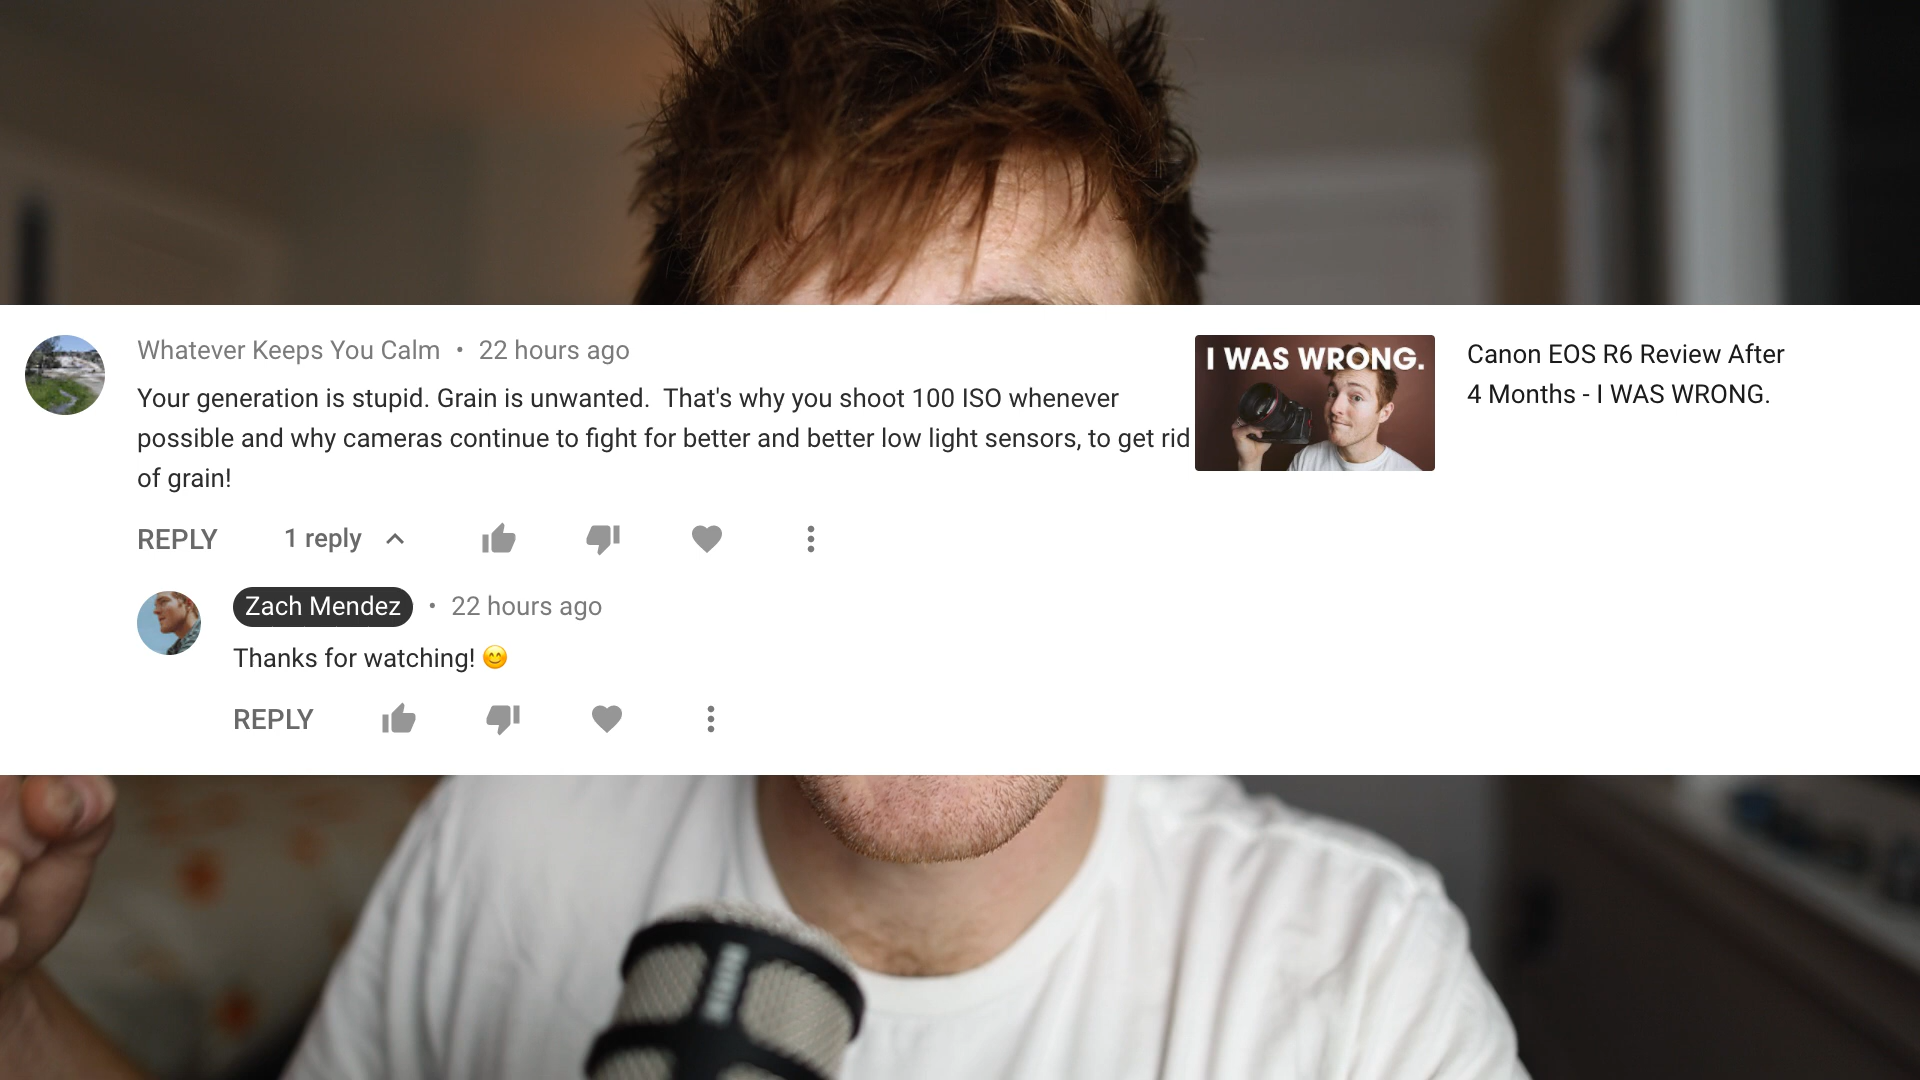 Whatever Keeps You Calm • 22 hours ago
Your generation is stupid. Grain is unwanted.  That's why you shoot 100 ISO whenever
possible and why cameras continue to fight for better and better low light sensors, to get rid
of grain!
I WAS WRONG.
Canon EOS R6 Review After
4 Months - I WAS WRONG.
REPLY 1 reply
Zach Mendez • 22 hours ago
Thanks for watching! 😊
REPLY